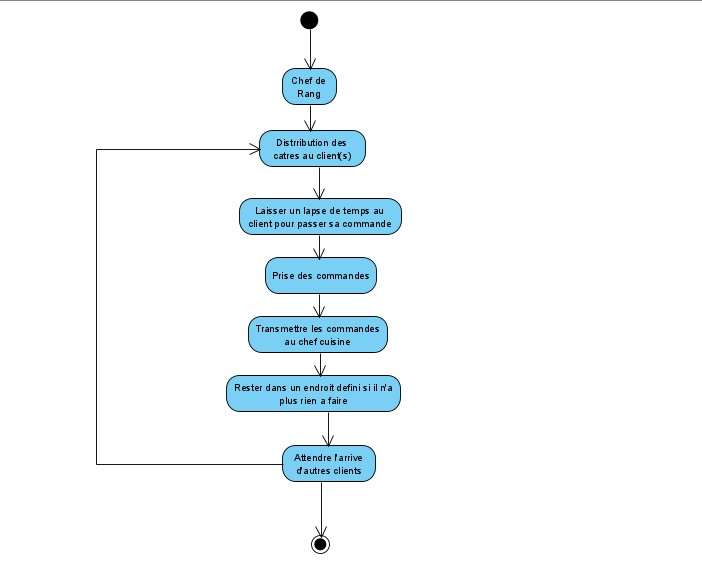 Chef de
Rang
Distrribution des
catres au client(s)
Laisser un lapse de temps au
client pour passer sa commande
Prise des commandes
Transmettre les commandes
au chef cuisine
Rester dans un endroit defini si il n'a
plus rien a faire
Attendre l'arrive
d'autres clients